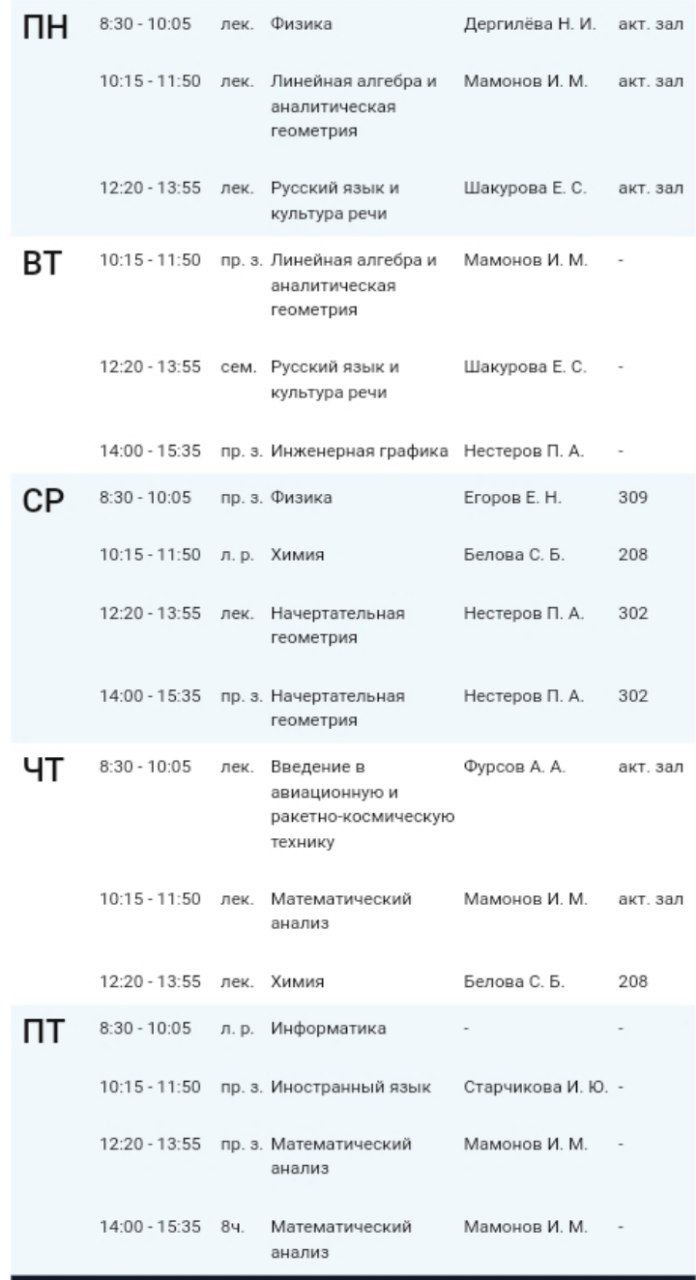 ПН 8:30 - 10:05 лек. Физика Дергилёва Н. И. акт. зал
10:15 - 11:50 лек. Линейная алгебра и Мамонов И. М. акт. зал
аналитическая
геометрия
12:20 - 13:55 лек. Русский язык и Шакурова Е. С. акт. зал
культура речи
ВТ 10:15 - 11:50 пр. з. Линейная алгебра и Мамонов И. М. -
аналитическая
геометрия
12:20 - 13:55 сем. Русский язык и Шакурова Е. С. -
культура речи
14:00 - 15:35 пр. з. Инженерная графика Нестеров П. А. -
СР 8:30 - 10:05 пр. з. Физика Егоров Е. Н. 309
10:15 - 11:50 л. р. Химия Белова С. Б. 208
12:20 - 13:55 лек. Начертательная Нестеров П. А. 302
геометрия
14:00 - 15:35 пр. з. Начертательная Нестеров П. А. 302
геометрия
ЧТ 8:30 - 10:05 лек. Введение в Фурсов А. А. акт. зал
авиационную и
ракетно-космическую
технику
10:15 - 11:50 лек. Математический Мамонов И. М. акт. зал
анализ
12:20 - 13:55 лек. Химия Белова С. Б. 208
ПТ 8:30 - 10:05 л. р. Информатика - -
10:15 - 11:50 пр. з. Иностранный язык Старчикова И. Ю. -
12:20 - 13:55 пр. з. Математический Мамонов И. М. -
анализ
14:00 - 15:35 8ч. Математический Мамонов И. М. -
анализ